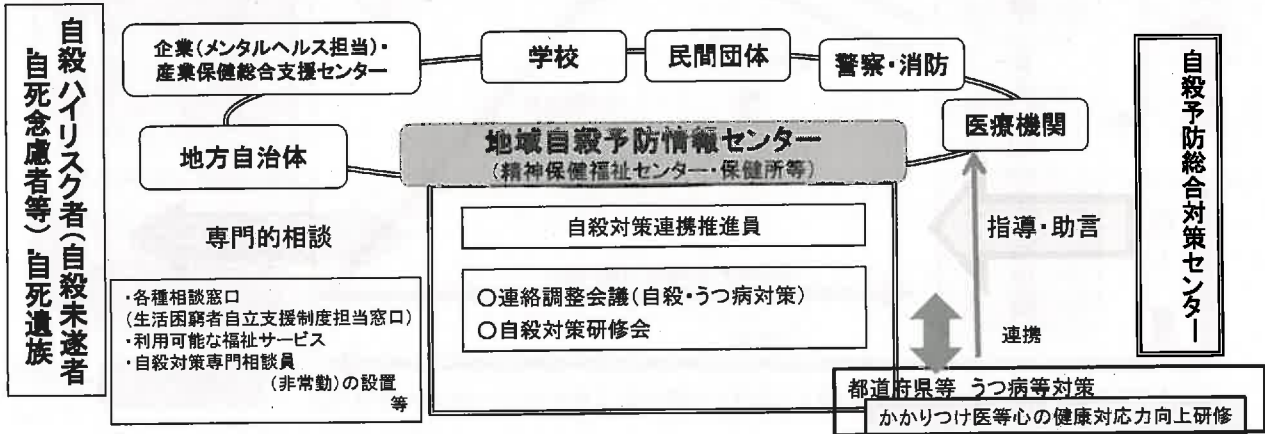 自殺ハイリスク者(自殺未遂者
・自死念慮者等)・自死遺族
企業(メンタルヘルス担当)・
産業保健総合支援センター
学校
民間団体
警察・消防
医療機関
地方自治体
地域自殺予防情報センター
(精神保健福祉センター・保健所等)
自殺対策連携推進員
〇連絡調整会議(自殺・うつ病対策)
〇自殺対策研修会
専門的相談
・各種相談窓口
(生活困窮者自立支援制度担当窓口)
・利用可能な福祉サービス
・自殺対策専門相談員
(非常勤)の設置
等
指導・助言
連携
都道府県等 うつ病等対策
かかりつけ医等心の健康対応力向上研修
自殺予防総合対策センター